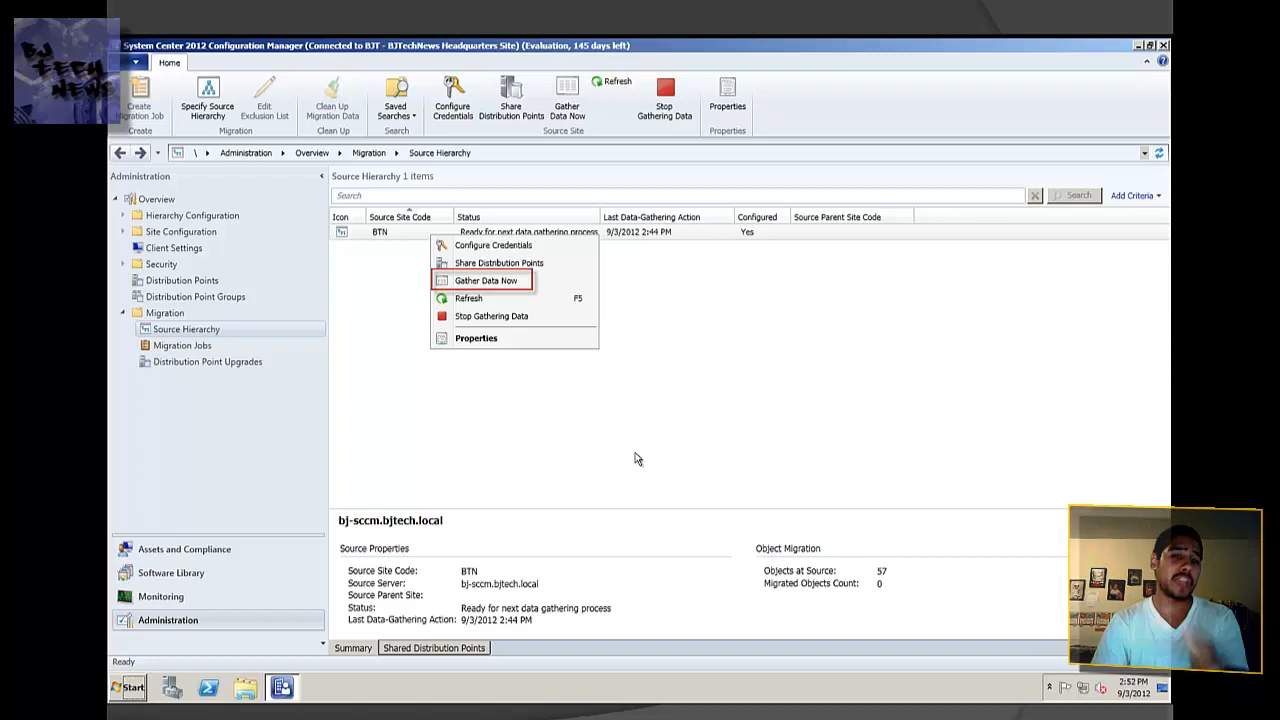 BJ
TECH
NEWS
System Center 2012 Configuration Manager (Connected to BJT - BJTechNews Headquarters Site) (Evaluation, 145 days left)
Home
Create Migration Job
Specify Source Hierarchy
Edit Exclusion List
Clean Up Migration Data
Saved Searches
Configure Credentials
Share Distribution Points
Gather Data Now
Refresh
Stop Gathering Data
Properties
Create
Migration
Clean Up
Search
Source Site
Properties
\ Administration Overview Migration Source Hierarchy
Administration
Source Hierarchy 1 items
Overview
Search
Search
Add Criteria
Hierarchy Configuration
Icon Source Site Code Status Last Data-Gathering Action Configured Source Parent Site Code
Site Configuration
BTN Ready for next data gathering process 9/3/2012 2:44 PM Yes
Client Settings
Configure Credentials
Security
Share Distribution Points
Distribution Points
Gather Data Now
Distribution Point Groups
Refresh F5
Migration
Stop Gathering Data
Source Hierarchy
Properties
Migration Jobs
Distribution Point Upgrades
bj-sccm.bjtech.local
Source Properties
Object Migration
Source Site Code: BTN
Objects at Source: 57
Source Server: bj-sccm.bjtech.local
Migrated Objects Count: 0
Source Parent Site:
Status: Ready for next data gathering process
Last Data-Gathering Action: 9/3/2012 2:44 PM
Assets and Compliance
Software Library
Monitoring
Administration
Summary
Shared Distribution Points
Ready
Start
2:52 PM
9/3/2012